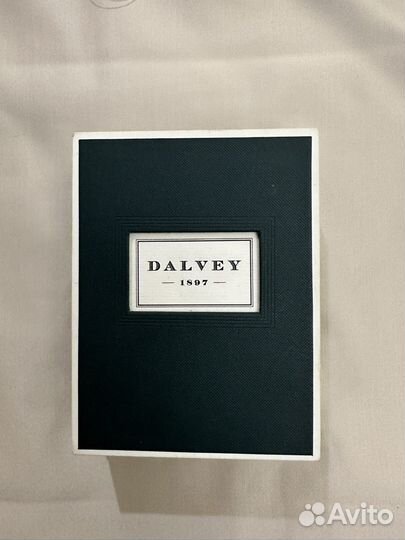 DALVEY
— 1897 —
Avito